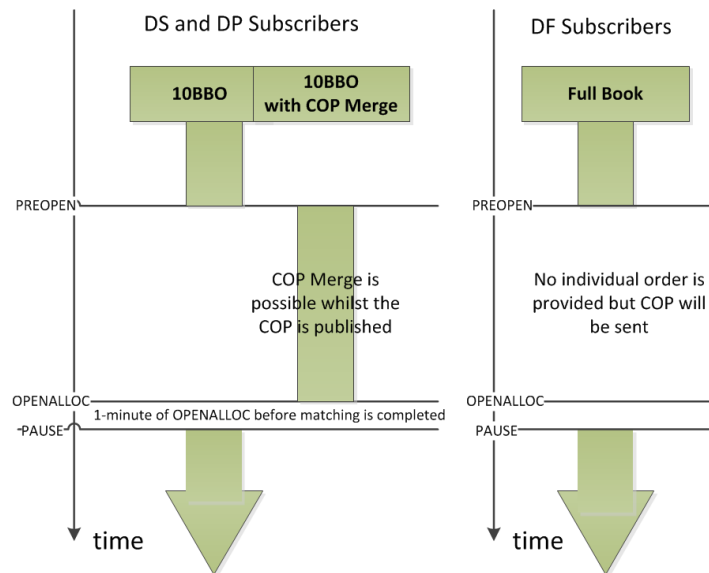 DS and DP Subscribers
10BBO
10BBO
with COP Merge
PREOPEN
COP Merge is
possible whilst the
COP is published
OPENALLOC
1-minute of OPENALLOC before matching is completed
PAUSE
time
DF Subscribers
Full Book
PREOPEN
No individual order is
provided but COP will
be sent
OPENALLOC
PAUSE
time